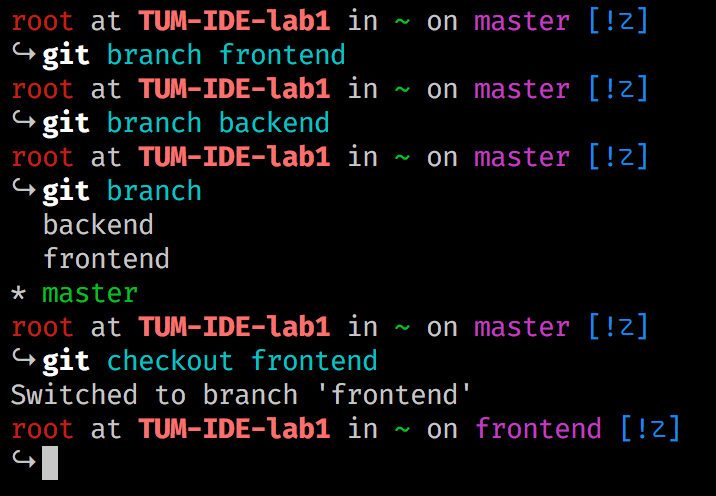 root at TUM-IDE-lab1 in ~ on master [!z]
↪git branch frontend
root at TUM-IDE-lab1 in ~ on master [!z]
↪git branch backend
root at TUM-IDE-lab1 in ~ on master [!z]
↪git branch
  backend
  frontend
* master
root at TUM-IDE-lab1 in ~ on master [!z]
↪git checkout frontend
Switched to branch 'frontend'
root at TUM-IDE-lab1 in ~ on frontend [!z]
↪